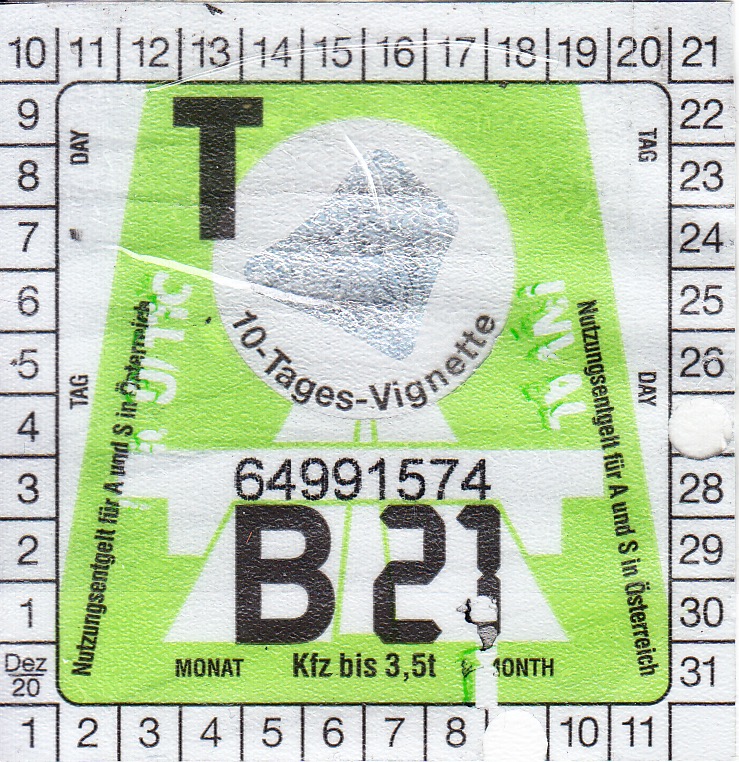 10 11 12 13 14 15 16 17 18 19 20 21
9 22
8 23
7 24
6 25
5 26
4
3 28
2 29
1 30
Dez
20
31
DAY
TAG
TAG
DAY
T
10-Tages-Vignette
Nutzungsentgelt für A und S in Österreich
Nutzungsentgelt für A und S in Österreich
64991574
B 21
MONAT Kfz bis 3,5t MONTH
1 2 3 4 5 6 7 8 10 11